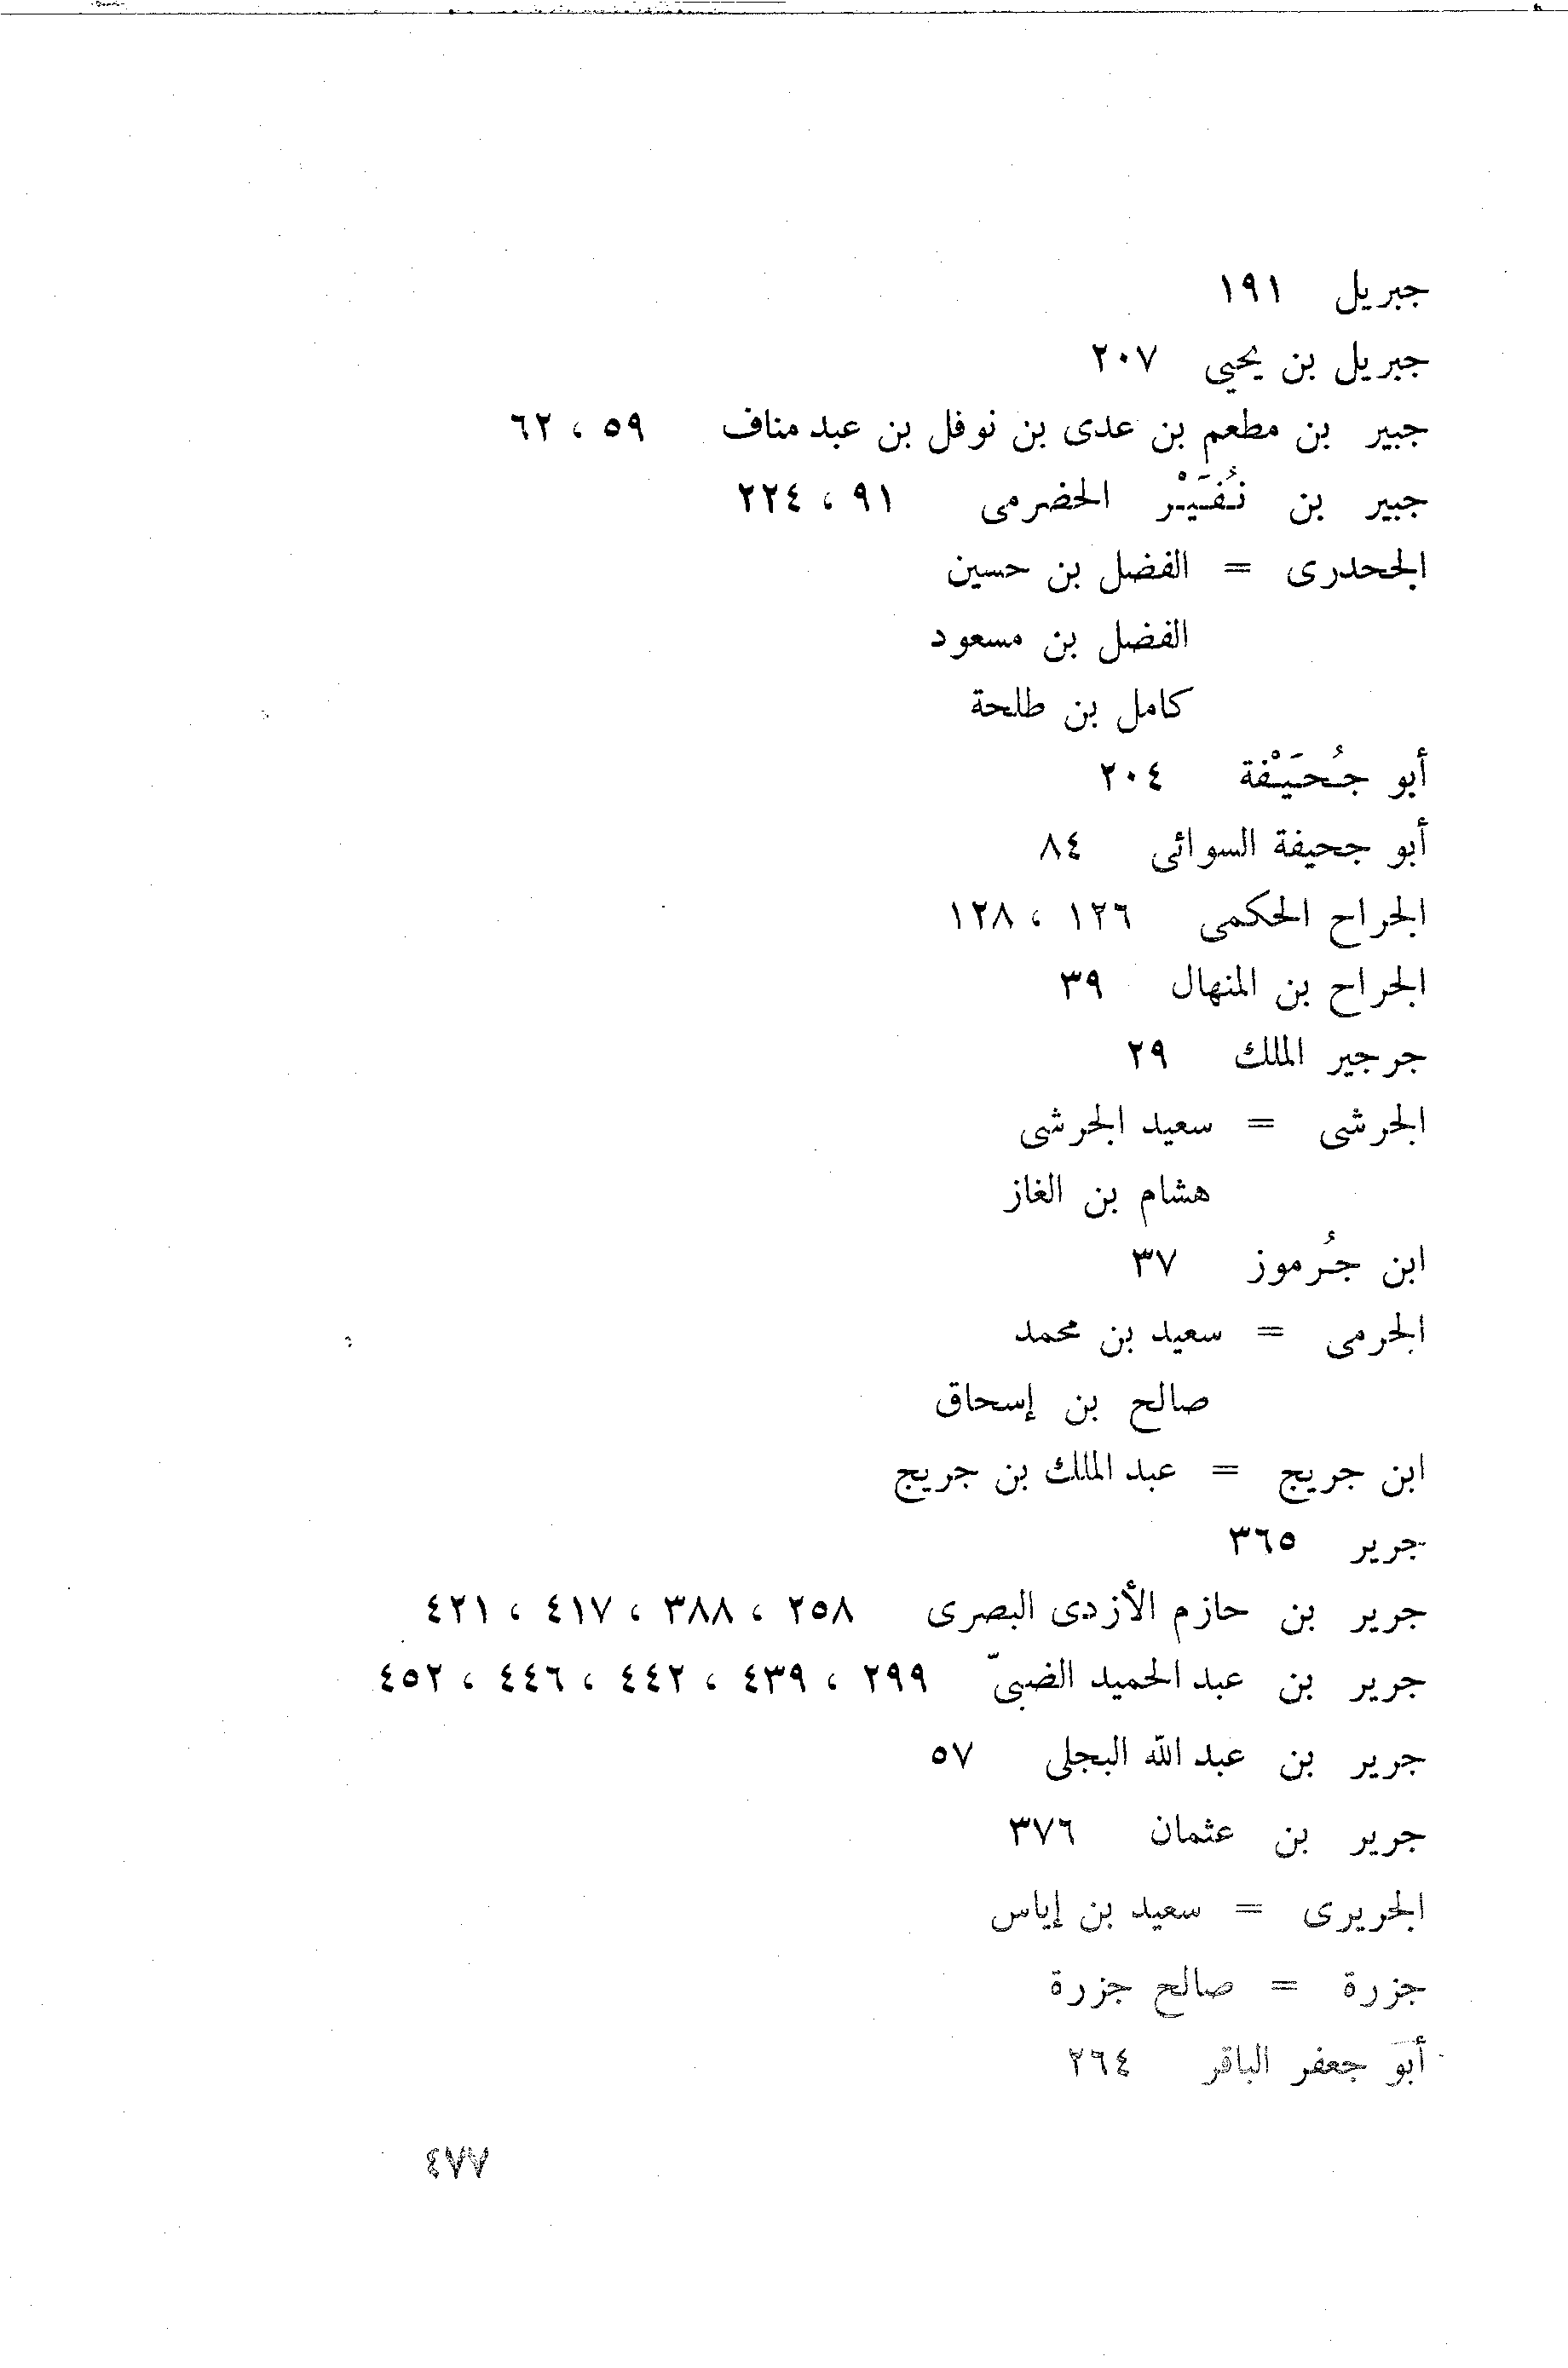 جبريل ١٩١
جبريل بن يحيى ٢٠٧
جبير بن مطعم بن عدى بن نوفل بن عبد مناف ٥٩ ، ٦٢
جبير بن نُفَيْر الحضرمى ٩١ ، ٢٢٤
الجحدرى = الفضل بن حسين
الفضل بن مسعود
كامل بن طلحة
أبو جُحَيْفة ٢٠٤
أبو جحيفة السوائى ٨٤
الجراح الحكمى ١٢٦ ، ١٢٨
الجراح بن المنهال ٣٩
جرجير الملك ٢٩
الجرشى = سعيد الجرشى
هشام بن الغاز
ابن جُرموز ٣٧
الجرمى = سعيد بن محمد
صالح بن إسحاق
ابن جريج = عبد الملك بن جريج
جرير ٣٦٥
جرير بن حازم الأزدى البصرى ٢٥٨ ، ٣٨٨ ، ٤١٧ ، ٤٢١
جرير بن عبد الحميد الضبىّ ٢٩٩ ، ٤٣٩ ، ٤٤٢ ، ٤٤٦ ، ٤٥٢
جرير بن عبد الله البجلى ٥٧
جرير بن عثمان ٣٧٦
الجريرى = سعيد بن إياس
جزرة = صالح جزرة
أبو جعفر الباقر ٢٦٤
٤٧٧